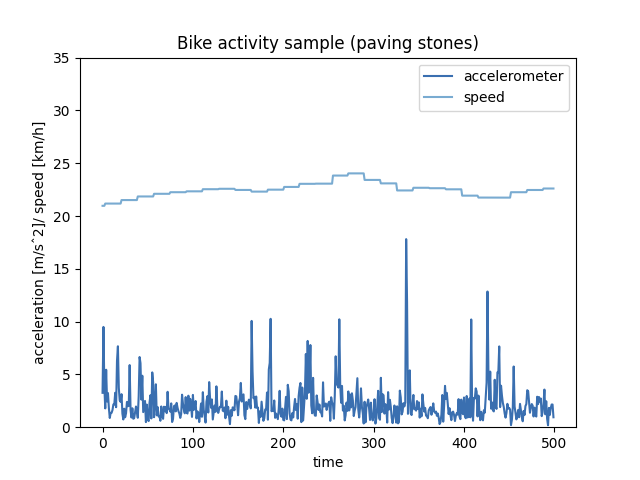 Bike activity sample (paving stones)
accelerometer
speed
acceleration [m/sˆ2]/ speed [km/h]
35
30
25
20
15
10
5
0
0 100 200 300 400 500
time